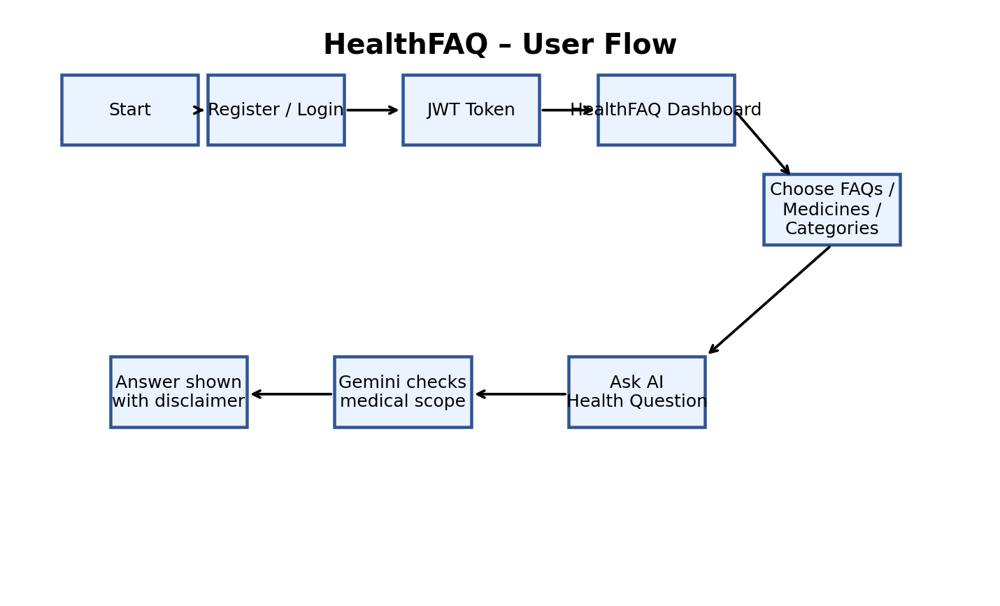 HealthFAQ – User Flow
Start
Register / Login
JWT Token
HealthFAQ Dashboard
Choose FAQs /
Medicines /
Categories
Ask AI
Health Question
Gemini checks
medical scope
Answer shown
with disclaimer